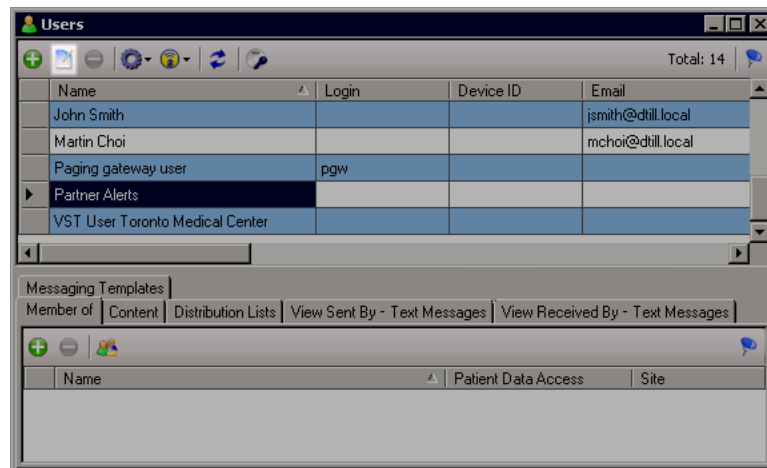 Users
Total: 14
Name Login Device ID Email
John Smith jsmith@dtill.local
Martin Choi mchoi@dtill.local
Paging gateway user pgw
Partner Alerts
VST User Toronto Medical Center
Messaging Templates
Member of Content Distribution Lists View Sent By - Text Messages View Received By - Text Messages
Name Patient Data Access Site